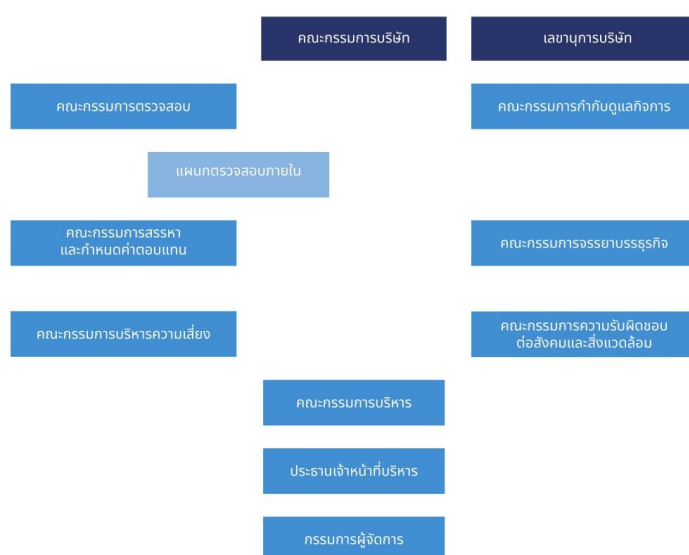 คณะกรรมการบริษัท
เลขานุการบริษัท
คณะกรรมการตรวจสอบ
คณะกรรมการกำกับดูแลกิจการ
แผนกตรวจสอบภายใน
คณะกรรมการสรรหา
และกำหนดค่าตอบแทน
คณะกรรมการจรรยาบรรธุรกิจ
คณะกรรมการบริหารความเสี่ยง
คณะกรรมการความรับผิดชอบ
ต่อสังคมและสิ่งแวดล้อม
คณะกรรมการบริหาร
ประธานเจ้าหน้าที่บริหาร
กรรมการผู้จัดการ